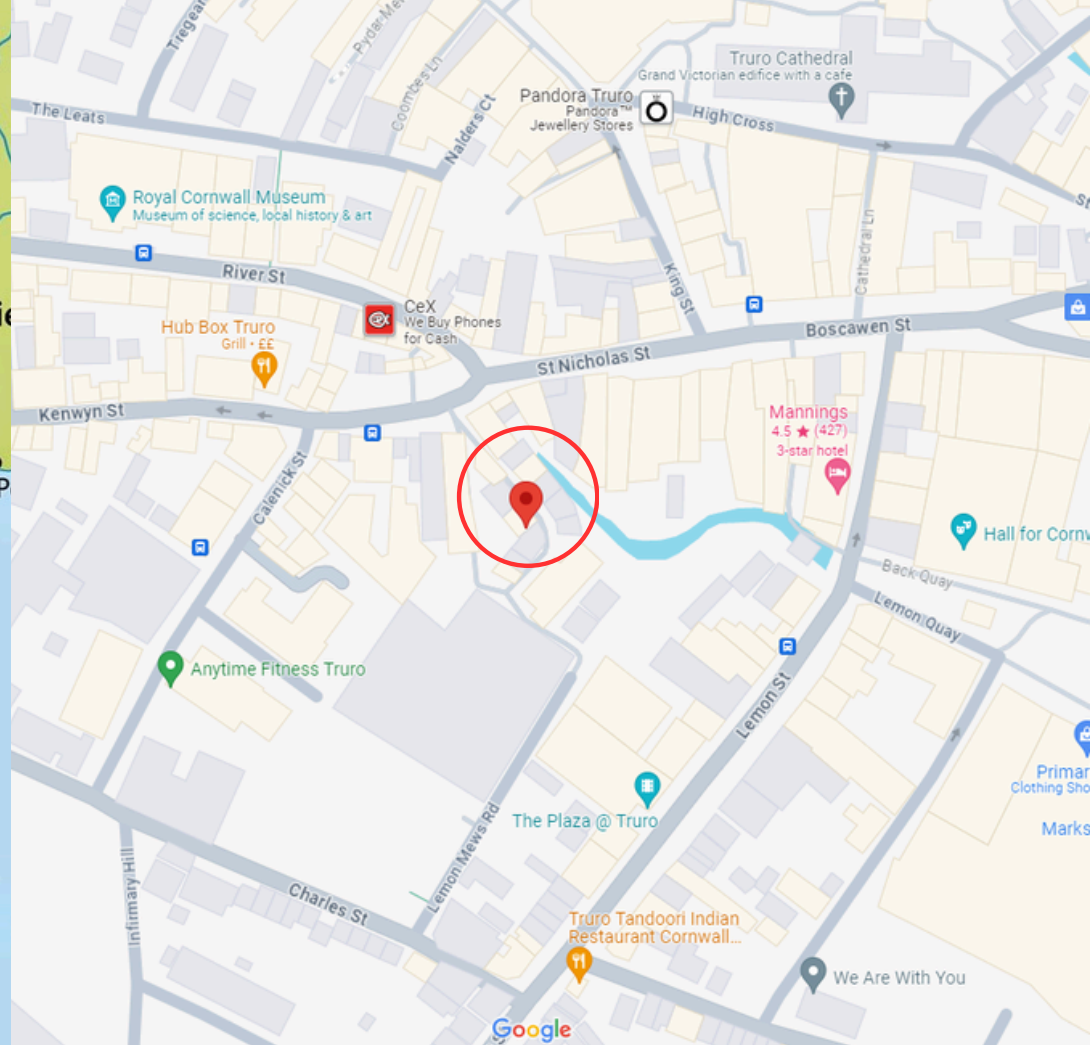 Tregear
Pydar Mew
Coombes Ln
Nalders Ct
The Leats
Truro Cathedral
Grand Victorian edifice with a cafe
Pandora Truro
Pandora™
Jewellery Stores
High Cross
Royal Cornwall Museum
Museum of science, local history & art
St
Cathedral Ln
King St
River St
CeX
We Buy Phones
for Cash
Hub Box Truro
Grill • ££
Boscawen St
St Nicholas St
Kenwyn St
Mannings
4.5 ★ (427)
3-star hotel
Calenick St
P
Hall for Cornw
Back Quay
Lemon Quay
Anytime Fitness Truro
Lemon St
Primar
Clothing Sho
Marks
The Plaza @ Truro
Lemon Mews Rd
Infirmary Hill
Charles St
Truro Tandoori Indian
Restaurant Cornwall...
We Are With You
Google